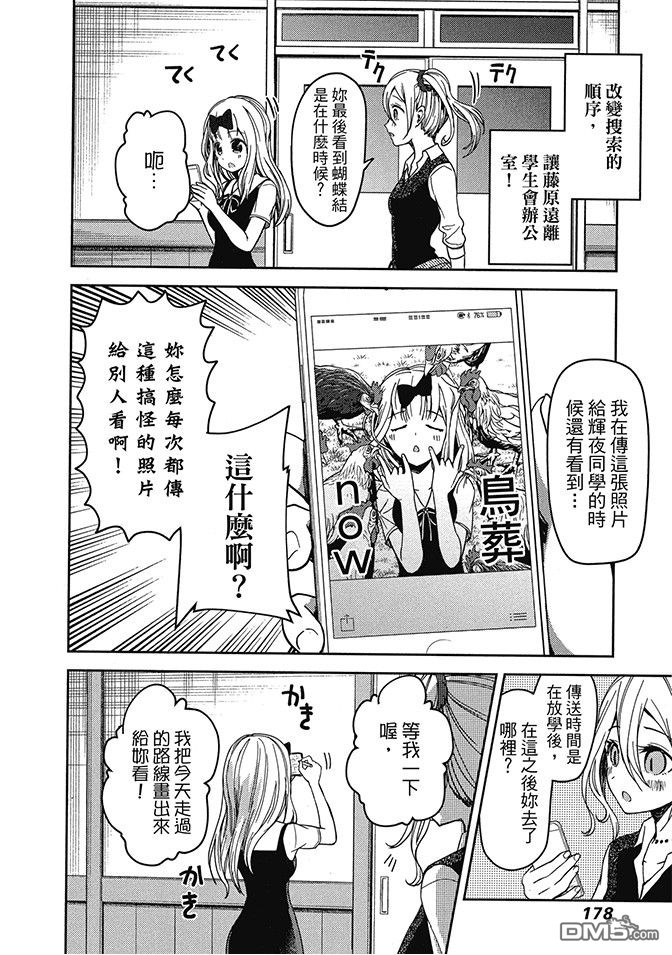 改變搜索的
順序，
讓藤原遠離
學生會辦公
室！
テク
テク
妳最後看到蝴蝶結
是在什麼時候？
てく
てく
呃…
我在傳這張照片
給輝夜同學的時
候還有看到…
76%
鳥葬
now
這什麼啊？
妳怎麼每次都傳
這種搞怪的照片
給別人看啊！
傳送時間是
在放學後，
在這之後妳去了
哪裡？
等我一下
喔，
かき
かき
我把今天走過
的路線畫出來
給妳看！
178
DM5.com